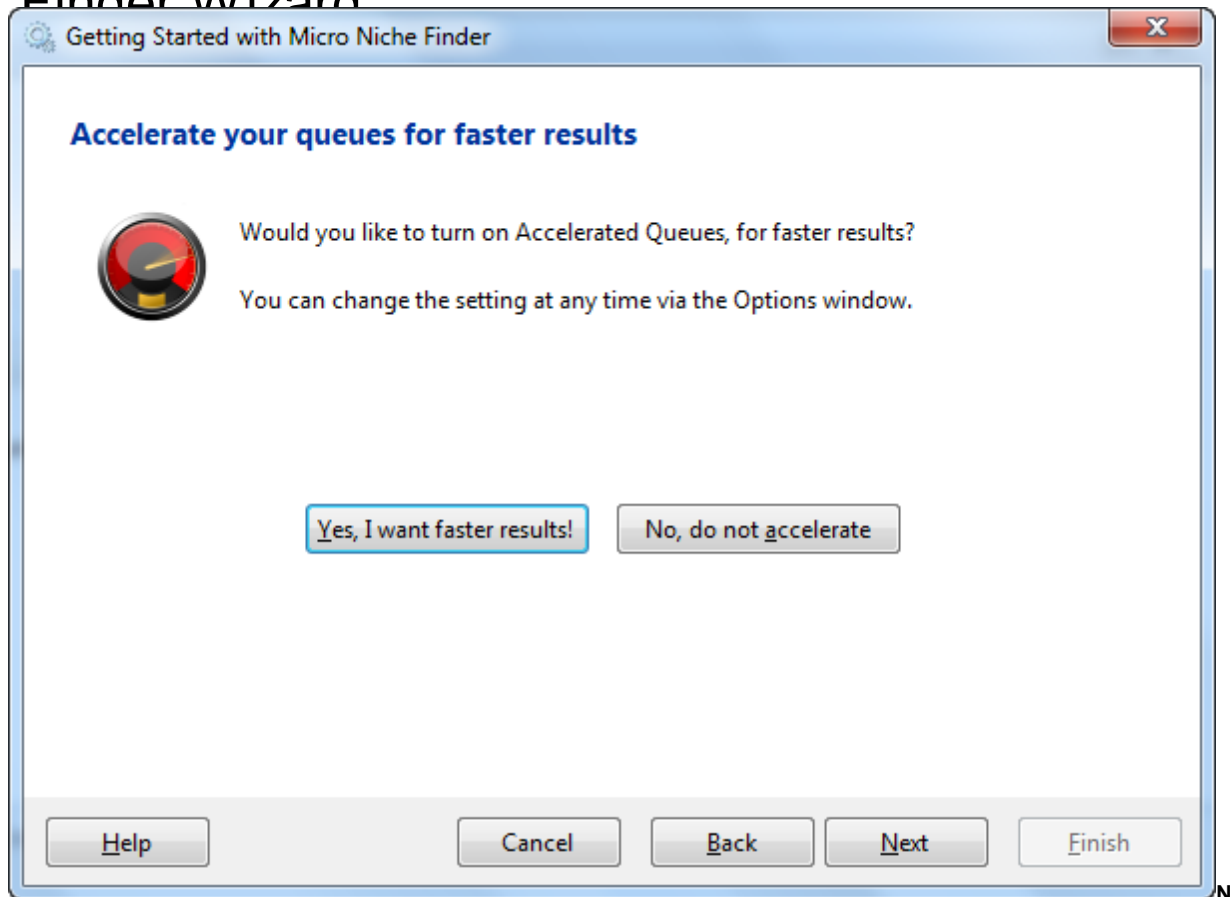 Finder Wizard
Getting Started with Micro Niche Finder
Accelerate your queues for faster results
Would you like to turn on Accelerated Queues, for faster results?
You can change the setting at any time via the Options window.
Yes, I want faster results!
No, do not accelerate
Help
Cancel
Back
Next
Finish
N